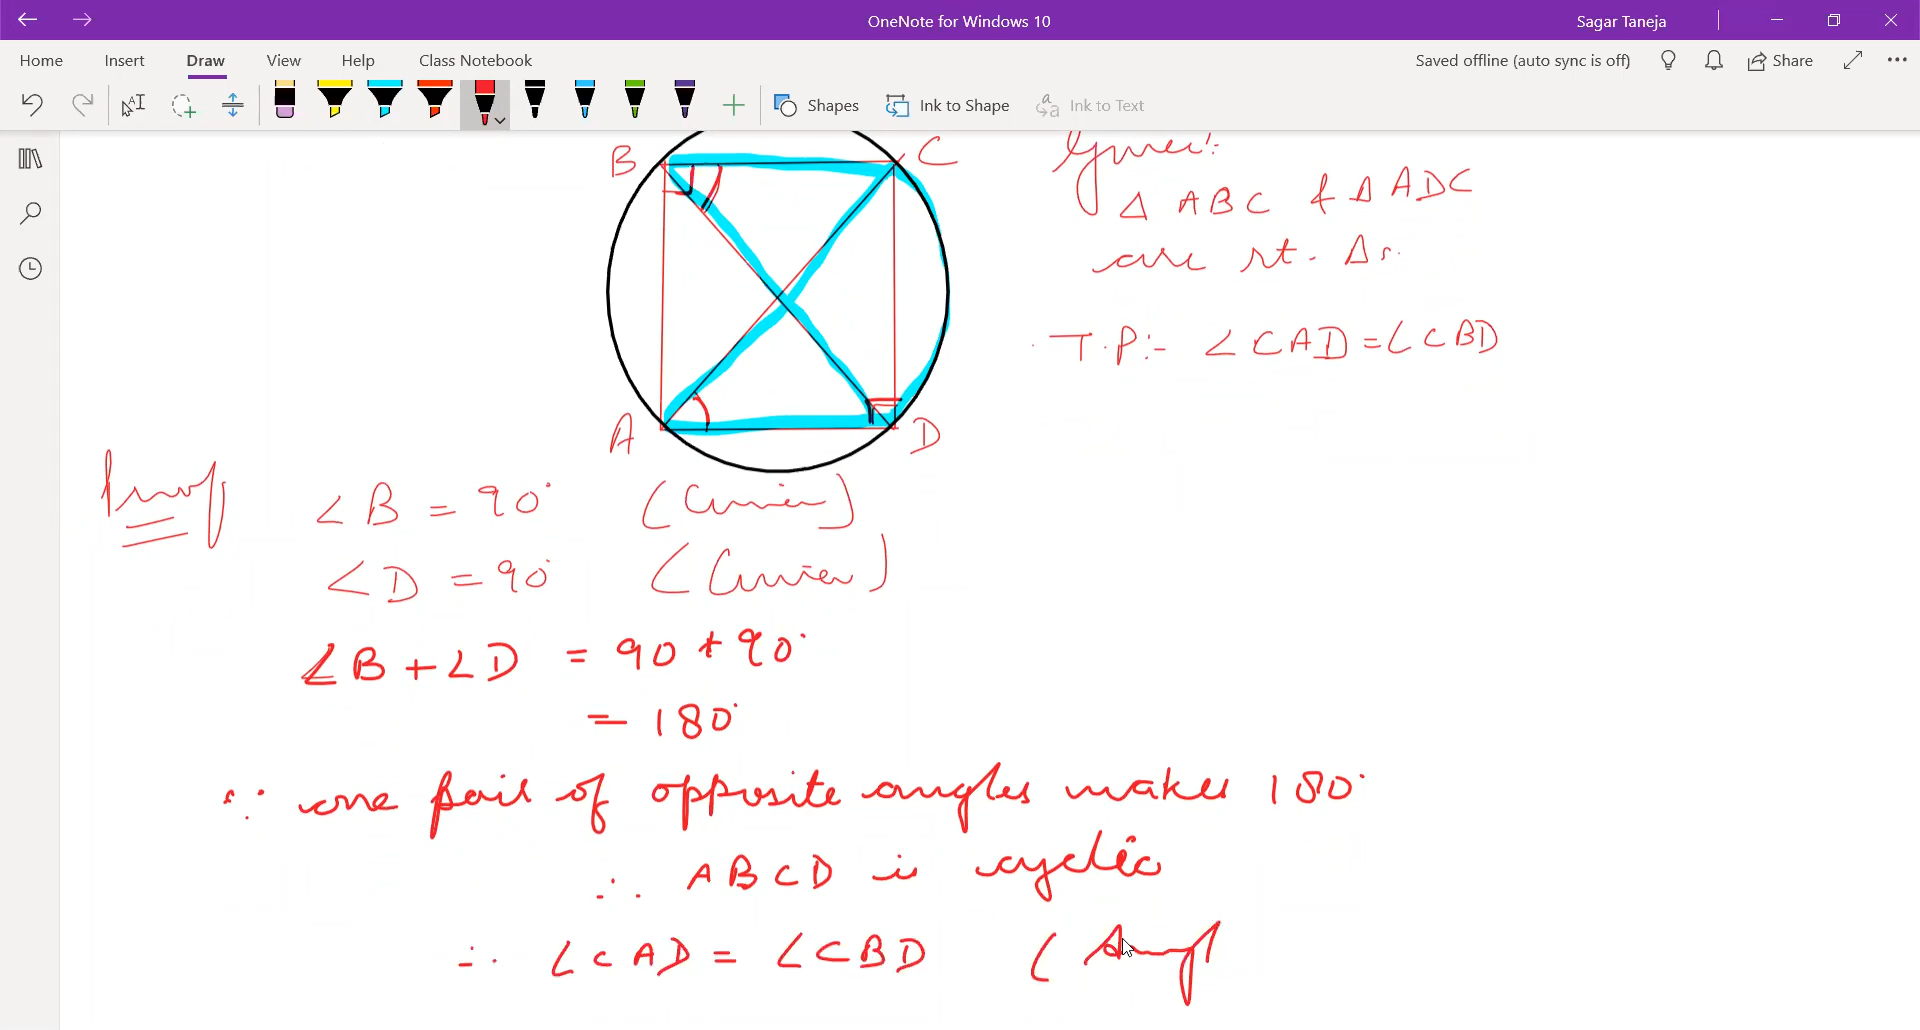 OneNote for Windows 10
Sagar Taneja
Home Insert Draw View Help Class Notebook
Saved offline (auto sync is off) Share
Shapes Ink to Shape Ink to Text
B C
A D
Given:
Δ ABC & Δ ADC
are rt. Δs.
T.P:- ∠CAD = ∠CBD
Proof
∠B = 90° (Given)
∠D = 90° (Given)
∠B + ∠D = 90 + 90°
= 180°
∵ one pair of opposite angles makes 180°
∴ ABCD is cyclic
∴ ∠CAD = ∠CBD (Angl